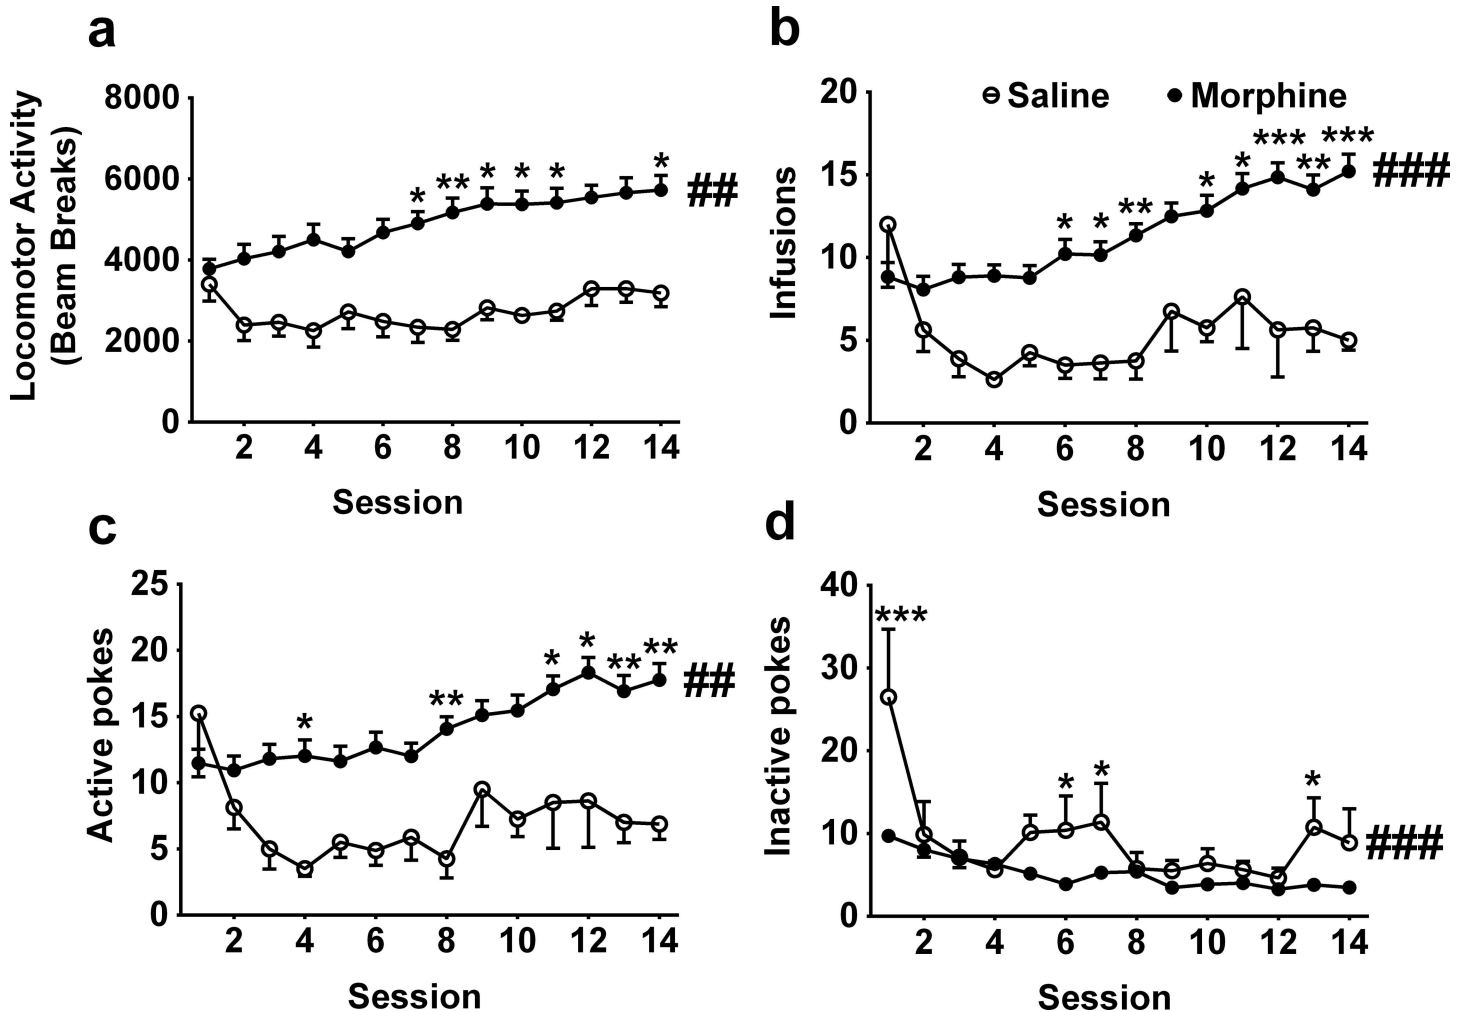 a
Locomotor Activity
(Beam Breaks)
8000
6000
4000
2000
0
* ** * * * *
##
2 4 6 8 10 12 14
Session
b
Infusions
20
15
10
5
0
Saline Morphine
* * ** * * *** ** ***
###
2 4 6 8 10 12 14
Session
c
Active pokes
25
20
15
10
5
0
* ** * * ** **
##
2 4 6 8 10 12 14
Session
d
Inactive pokes
40
30
20
10
0
*** * * *
###
2 4 6 8 10 12 14
Session